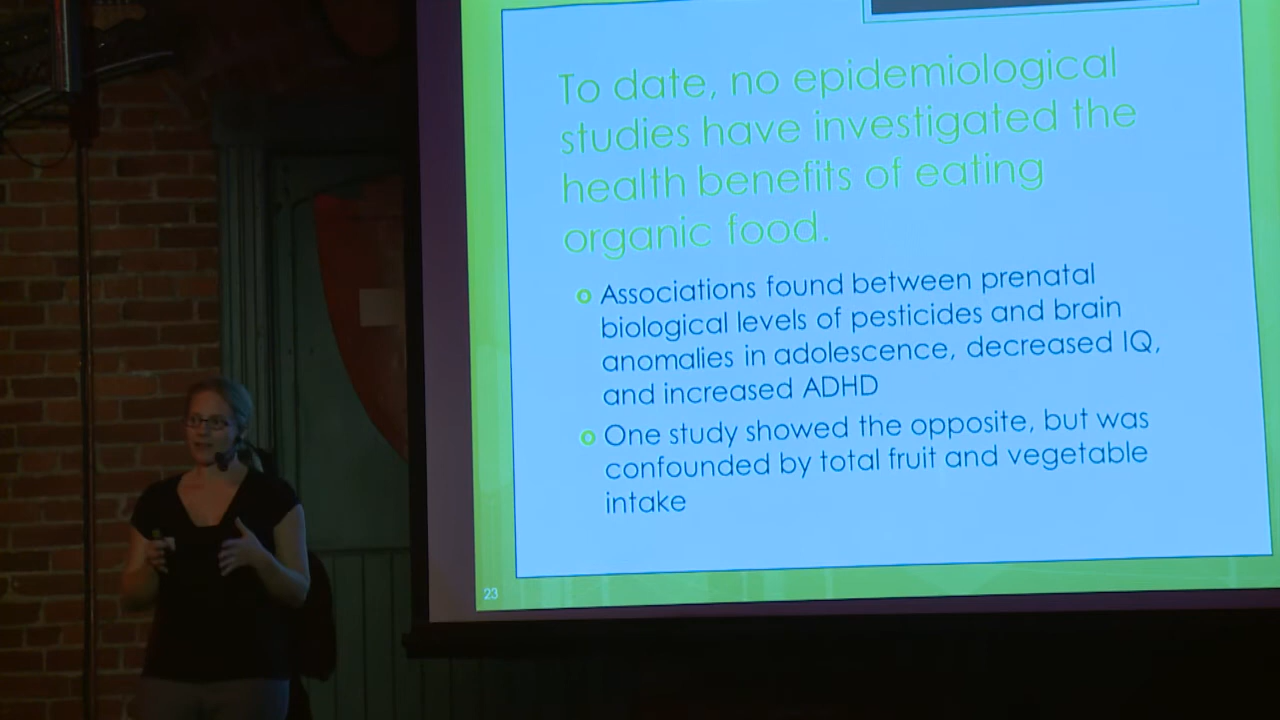 To date, no epidemiological
studies have investigated the
health benefits of eating
organic food.
Associations found between prenatal
biological levels of pesticides and brain
anomalies in adolescence, decreased IQ,
and increased ADHD
One study showed the opposite, but was
confounded by total fruit and vegetable
intake
23